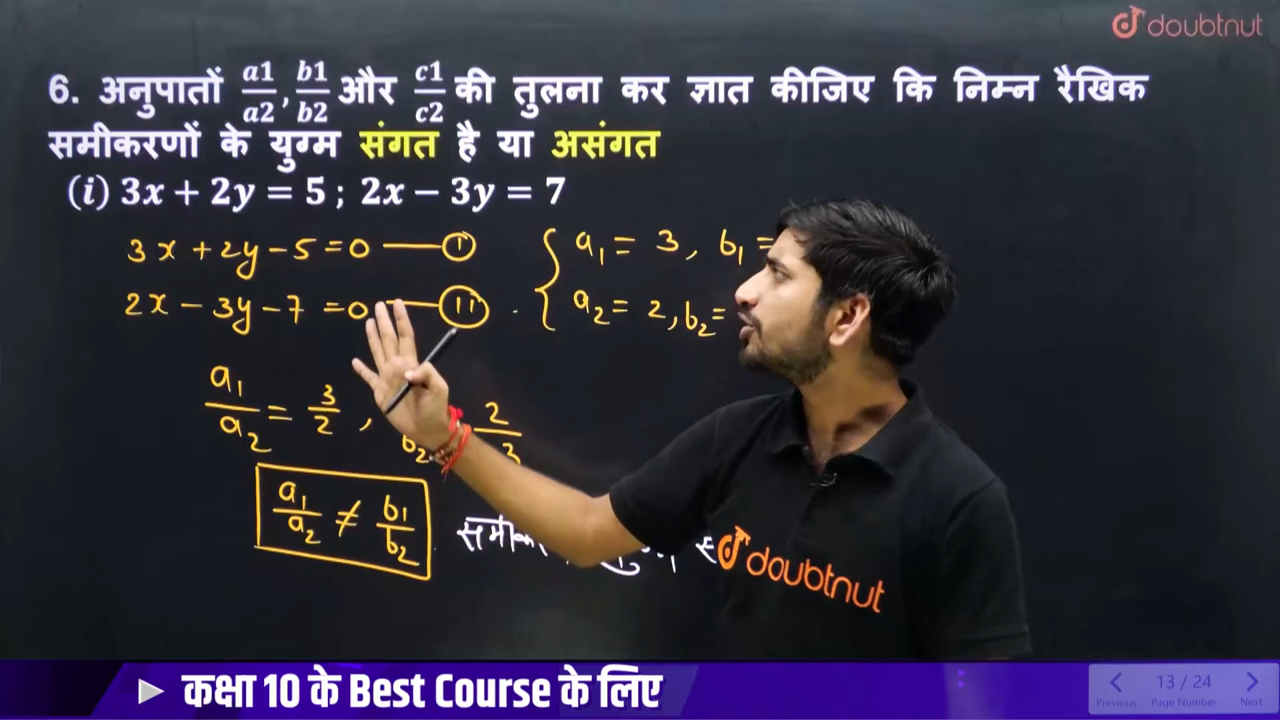 doubtnut
6. अनुपातों a1/a2, b1/b2 और c1/c2 की तुलना कर ज्ञात कीजिए कि निम्न रैखिक
समीकरणों के युग्म संगत है या असंगत
(i) 3x + 2y = 5 ; 2x − 3y = 7
3x + 2y − 5 = 0 —— (1)
2x − 3y − 7 = 0 —— (11)
{ a₁ = 3, b₁ =
a₂ = 2, b₂ =
a₁/a₂ = 3/2 ,
b₂
2/3
a₁/a₂ ≠ b₁/b₂
doubtnut
कक्षा 10 के Best Course के लिए
13 / 24
Previous Page Number Next